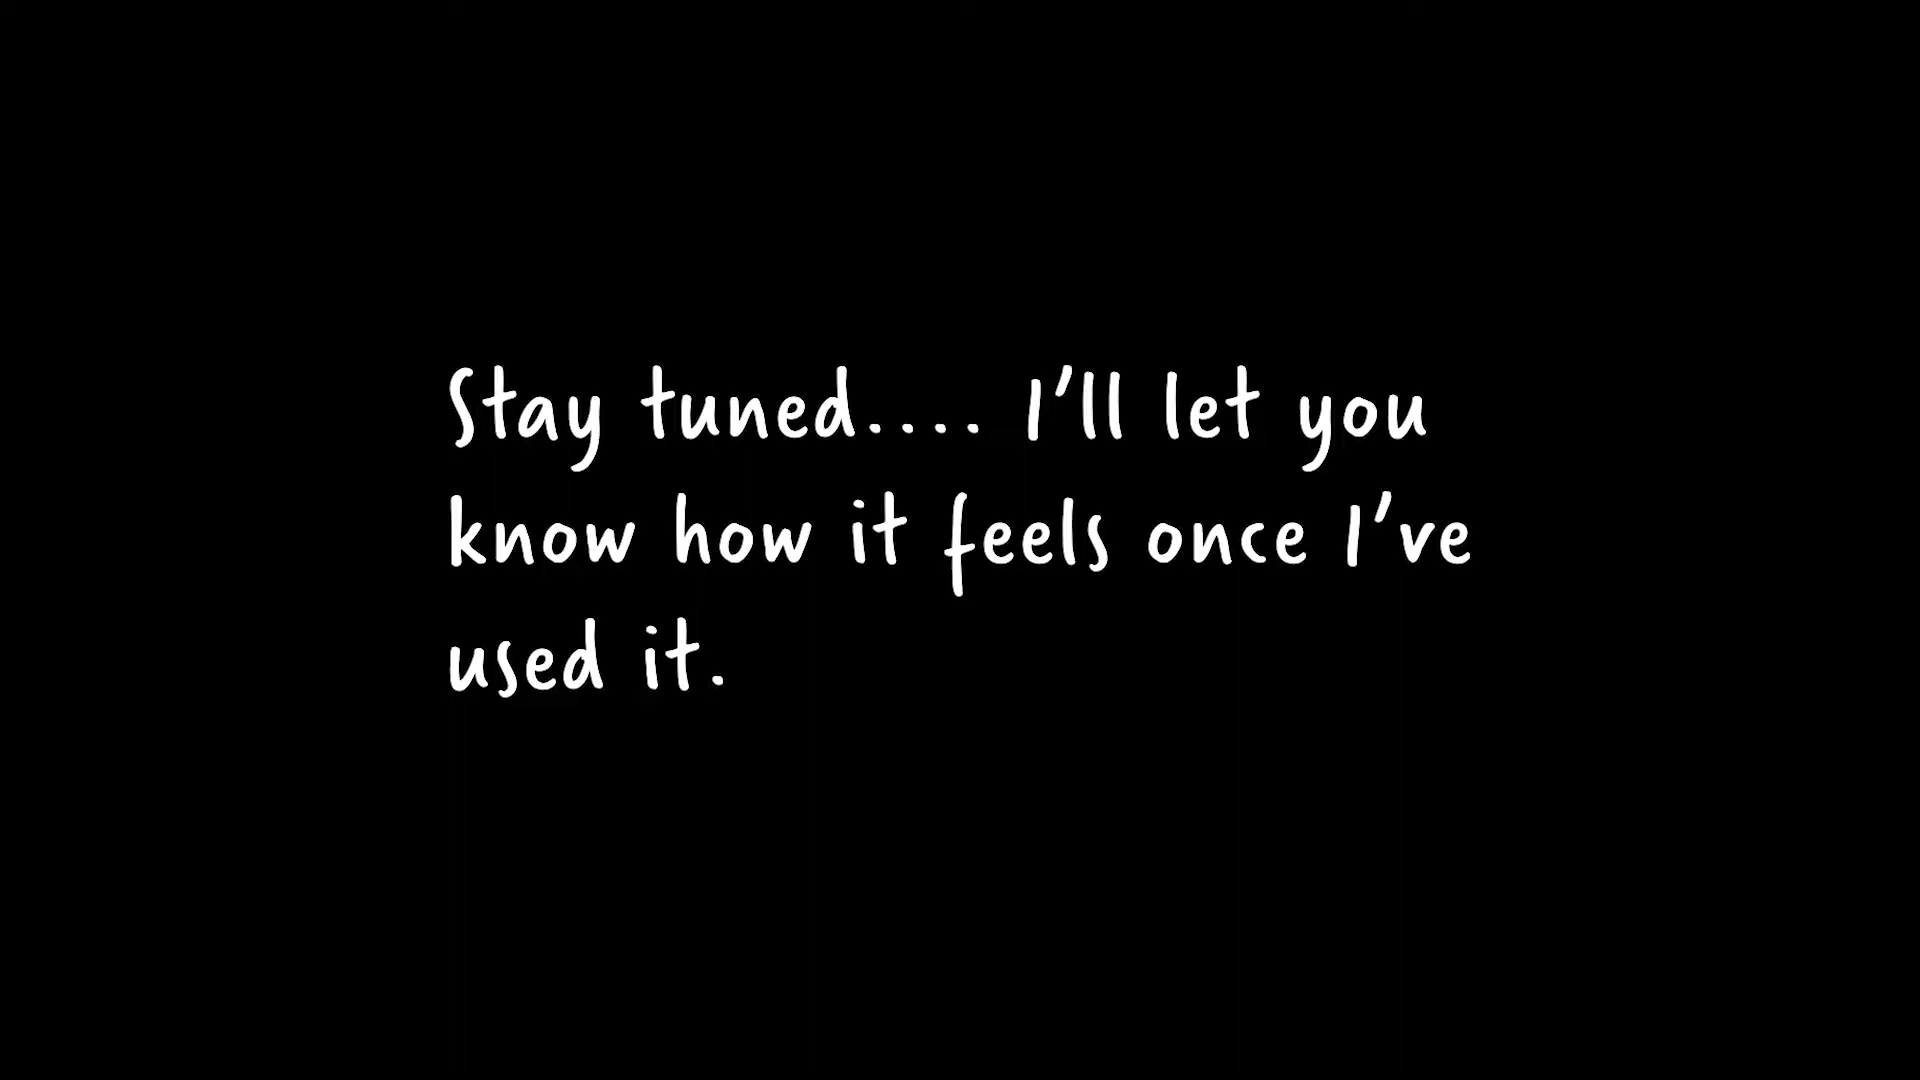 Stay tuned.... I'll let you
know how it feels once I've
used it.